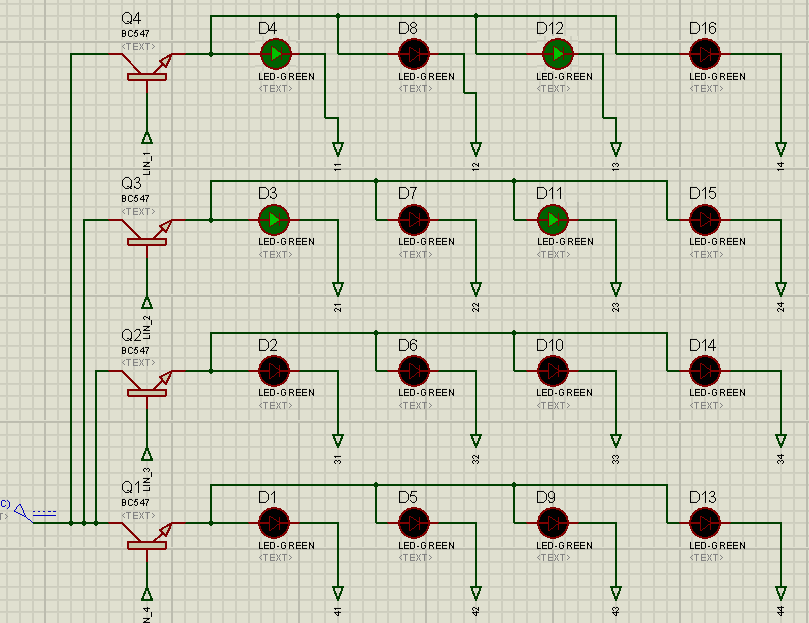 Q4
BC547
<TEXT>
D4
LED-GREEN
<TEXT>
D8
LED-GREEN
<TEXT>
D12
LED-GREEN
<TEXT>
D16
LED-GREEN
<TEXT>
LIN_1
11
12
13
14
Q3
BC547
<TEXT>
D3
LED-GREEN
<TEXT>
D7
LED-GREEN
<TEXT>
D11
LED-GREEN
<TEXT>
D15
LED-GREEN
<TEXT>
LIN_2
21
22
23
24
Q2
BC547
<TEXT>
D2
LED-GREEN
<TEXT>
D6
LED-GREEN
<TEXT>
D10
LED-GREEN
<TEXT>
D14
LED-GREEN
<TEXT>
LIN_3
31
32
33
34
Q1
BC547
<TEXT>
D1
LED-GREEN
<TEXT>
D5
LED-GREEN
<TEXT>
D9
LED-GREEN
<TEXT>
D13
LED-GREEN
<TEXT>
C)
T>
N_4
41
42
43
44